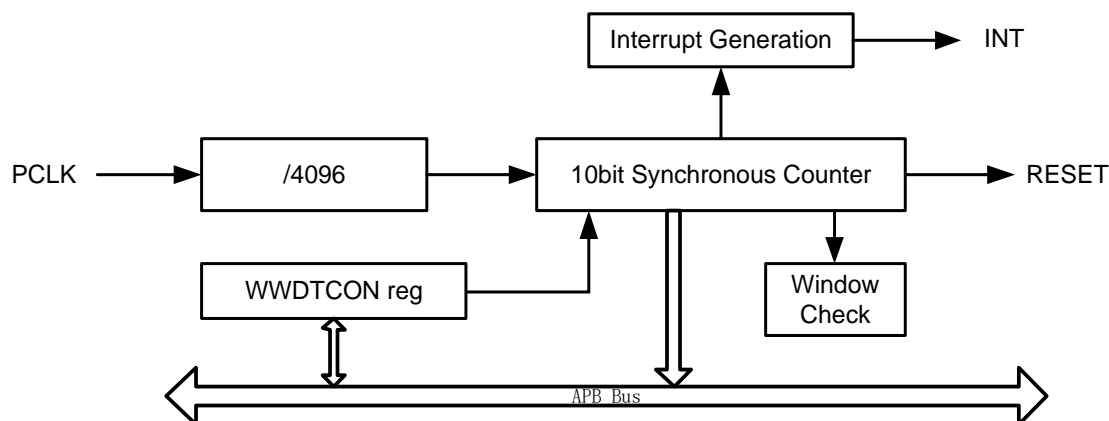 Interrupt Generation
INT
PCLK
/4096
10bit Synchronous Counter
RESET
WWDTCON reg
Window
Check
APB Bus